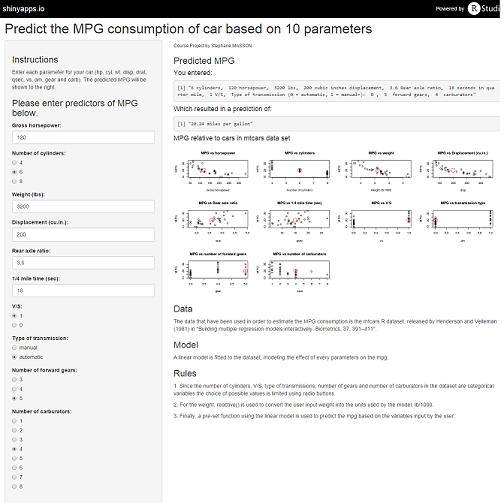 shinyapps.io
Powered by R Studi
Predict the MPG consumption of car based on 10 parameters
Instructions
Enter each parameter for your car (hp, cyl, wt, disp, drat,
qsec, vs, am, gear and carb). The predicted MPG will be
shown to the right.
Please enter predictors of MPG
below.
Gross horsepower:
120
Number of cylinders:
4
6
8
Weight (lbs):
3200
Displacement (cu.in.):
200
Rear axle ratio:
3,6
1/4 mile time (sec):
18
V/S:
1
0
Type of transmission:
manual
automatic
Number of forward gears:
3
4
5
Number of carburators:
1
2
3
4
5
6
7
8
Course Project by Stephane MASSON
Predicted MPG
You entered:
[1] "6 cylinders, 120 horsepower, 3200 lbs, 200 cubic inches displacement, 3.6 Rear axle ratio, 18 seconds in qua
rter mile, 1 V/S, Type of transmission (0 = automatic, 1 = manual): 0 , 5 forward gears, 4 carburators"
Which resulted in a prediction of:
[1] "20.24 miles per gallon"
MPG relative to cars in mtcars data set
MPG vs horsepower
MPG vs cylinders
MPG vs weight
MPG vs Displacement (cu.in.)
MPG vs Rear axle ratio
MPG vs 1/4 mile time (sec)
MPG vs V/S
MPG vs transmission type
MPG vs number of forward gears
MPG vs number of carburators
Data
The data that have been used in order to estimate the MPG consumption is the mtcars R dataset, released by Henderson and Velleman
(1981) in "Building multiple regression models interactively. Biometrics, 37, 391–411".
Model
A linear model is fitted to the dataset, modeling the effect of every parameters on the mpg.
Rules
1. Since the number of cylinders, V/S, type of transmissions, number of gears and number of carburators in the dataset are categorical
variables the choice of possible values is limited using radio buttons.
2. For the weight, reactive() is used to convert the user input weight into the units used by the model, lb/1000.
3. Finally, a pre-set function using the linear model is used to predict the mpg based on the variables input by the user.